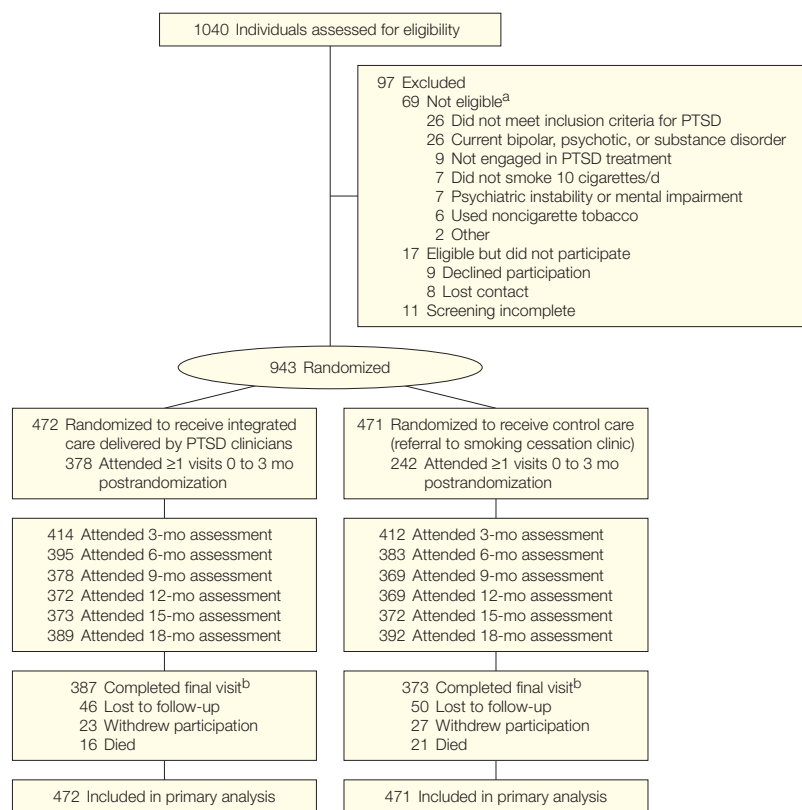 1040 Individuals assessed for eligibility
97 Excluded
69 Not eligibleᵃ
26 Did not meet inclusion criteria for PTSD
26 Current bipolar, psychotic, or substance disorder
9 Not engaged in PTSD treatment
7 Did not smoke 10 cigarettes/d
7 Psychiatric instability or mental impairment
6 Used noncigarette tobacco
2 Other
17 Eligible but did not participate
9 Declined participation
8 Lost contact
11 Screening incomplete
943 Randomized
472 Randomized to receive integrated
care delivered by PTSD clinicians
378 Attended ≥1 visits 0 to 3 mo
postrandomization
471 Randomized to receive control care
(referral to smoking cessation clinic)
242 Attended ≥1 visits 0 to 3 mo
postrandomization
414 Attended 3-mo assessment
395 Attended 6-mo assessment
378 Attended 9-mo assessment
372 Attended 12-mo assessment
373 Attended 15-mo assessment
389 Attended 18-mo assessment
412 Attended 3-mo assessment
383 Attended 6-mo assessment
369 Attended 9-mo assessment
369 Attended 12-mo assessment
372 Attended 15-mo assessment
392 Attended 18-mo assessment
387 Completed final visitᵇ
46 Lost to follow-up
23 Withdrew participation
16 Died
373 Completed final visitᵇ
50 Lost to follow-up
27 Withdrew participation
21 Died
472 Included in primary analysis
471 Included in primary analysis